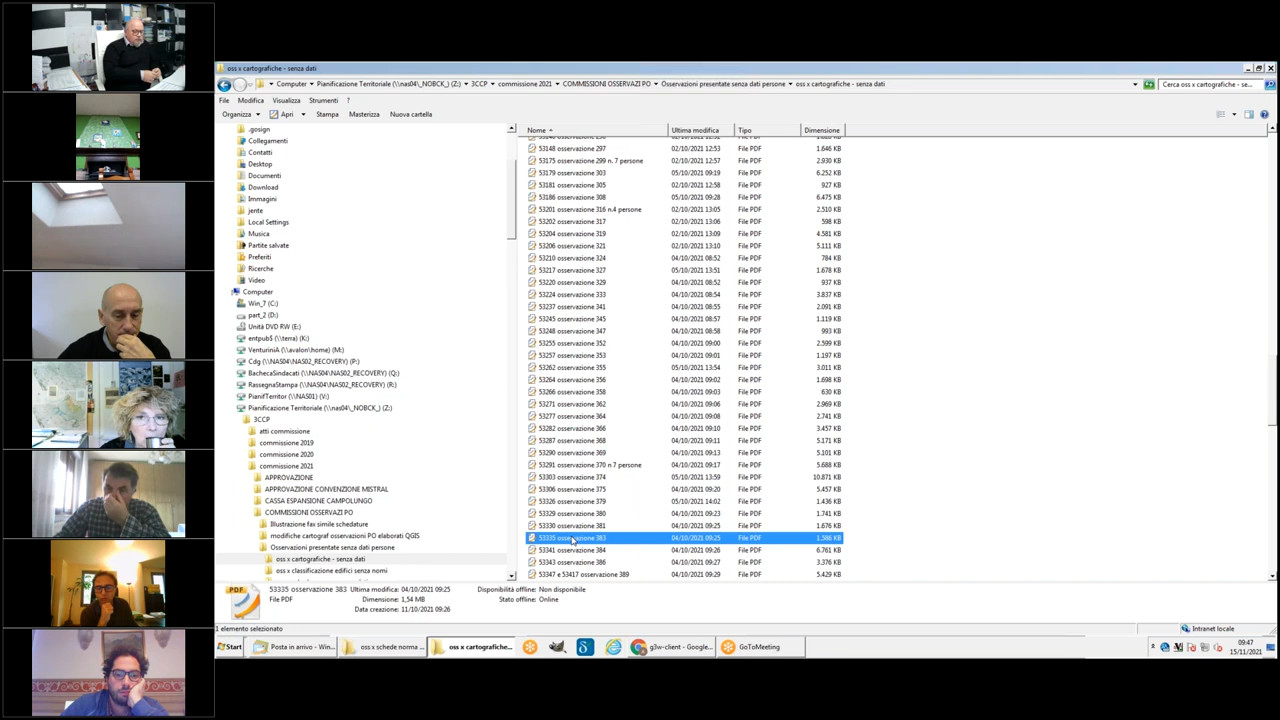 oss x cartografiche - senza dati
Computer
Pianificazione Territoriale (\\nas04\_NOBCK_) (Z:)
3CCP
commissione 2021
COMMISSIONI OSSERVAZI PO
Osservazioni presentate senza dati persone
oss x cartografiche - senza dati
Cerca oss x cartografiche - se...
File Modifica Visualizza Strumenti ?
Organizza Apri Stampa Masterizza Nuova cartella
.gosign
Collegamenti
Contatti
Desktop
Documenti
Download
Immagini
jente
Local Settings
Musica
Partite salvate
Preferiti
Ricerche
Video
Computer
Win_7 (C:)
part_2 (D:)
Unità DVD RW (E:)
entpub$ (\\terra) (K:)
VenturiniA (\\avalon\home) (M:)
Cdg (\\NAS04\NAS02_RECOVERY) (P:)
BachecaSindacati (\\NAS04\NAS02_RECOVERY) (Q:)
RassegnaStampa (\\NAS04\NAS02_RECOVERY) (R:)
PianifTerritor (\\NAS01) (V:)
Pianificazione Territoriale (\\nas04\_NOBCK_) (Z:)
3CCP
atti commissione
commissione 2019
commissione 2020
commissione 2021
APPROVAZIONE
APPROVAZIONE CONVENZIONE MISTRAL
CASSA ESPANSIONE CAMPOLUNGO
COMMISSIONI OSSERVAZI PO
Illustrazione fax simile schedature
modifiche cartograf osservazioni PO elaborati QGIS
Osservazioni presentate senza dati persone
oss x cartografiche - senza dati
oss x classificazione edifici senza nomi
Nome Ultima modifica Tipo Dimensione
53148 osservazione 297 02/10/2021 12:53 File PDF 1.646 KB
53175 osservazione 299 n. 7 persone 02/10/2021 12:57 File PDF 2.930 KB
53179 osservazione 303 05/10/2021 09:19 File PDF 6.252 KB
53181 osservazione 305 02/10/2021 12:58 File PDF 927 KB
53186 osservazione 308 05/10/2021 09:28 File PDF 6.475 KB
53201 osservazione 316 n.4 persone 02/10/2021 13:05 File PDF 2.510 KB
53202 osservazione 317 02/10/2021 13:06 File PDF 598 KB
53204 osservazione 319 02/10/2021 13:09 File PDF 4.581 KB
53206 osservazione 321 02/10/2021 13:10 File PDF 5.111 KB
53210 osservazione 324 04/10/2021 08:52 File PDF 784 KB
53217 osservazione 327 05/10/2021 13:51 File PDF 1.678 KB
53220 osservazione 329 04/10/2021 08:52 File PDF 937 KB
53224 osservazione 333 04/10/2021 08:54 File PDF 3.837 KB
53237 osservazione 341 04/10/2021 08:55 File PDF 2.091 KB
53245 osservazione 345 04/10/2021 08:57 File PDF 1.119 KB
53248 osservazione 347 04/10/2021 08:58 File PDF 993 KB
53255 osservazione 352 04/10/2021 09:00 File PDF 2.599 KB
53257 osservazione 353 04/10/2021 09:01 File PDF 1.197 KB
53262 osservazione 355 05/10/2021 13:54 File PDF 3.011 KB
53264 osservazione 356 04/10/2021 09:02 File PDF 1.698 KB
53266 osservazione 358 04/10/2021 09:03 File PDF 630 KB
53271 osservazione 362 04/10/2021 09:06 File PDF 2.969 KB
53277 osservazione 364 04/10/2021 09:08 File PDF 2.741 KB
53282 osservazione 366 04/10/2021 09:10 File PDF 3.457 KB
53287 osservazione 368 04/10/2021 09:11 File PDF 5.171 KB
53290 osservazione 369 04/10/2021 09:13 File PDF 5.101 KB
53291 osservazione 370 n 7 persone 04/10/2021 09:17 File PDF 5.688 KB
53303 osservazione 374 05/10/2021 13:59 File PDF 10.871 KB
53306 osservazione 375 04/10/2021 09:20 File PDF 5.457 KB
53326 osservazione 379 05/10/2021 14:02 File PDF 1.436 KB
53329 osservazione 380 04/10/2021 09:23 File PDF 1.741 KB
53330 osservazione 381 04/10/2021 09:25 File PDF 1.676 KB
53335 osservazione 383 04/10/2021 09:25 File PDF 1.586 KB
53341 osservazione 384 04/10/2021 09:26 File PDF 6.761 KB
53343 osservazione 386 04/10/2021 09:27 File PDF 3.376 KB
53347 e 53417 osservazione 389 04/10/2021 09:29 File PDF 5.429 KB
PDF
53335 osservazione 383 Ultima modifica: 04/10/2021 09:25 Disponibilità offline: Non disponibile
File PDF Dimensione: 1,54 MB Stato offline: Online
Data creazione: 11/10/2021 09:26
1 elemento selezionato
Intranet locale
Start
Posta in arrivo - Win...
oss x schede norma ...
oss x cartografiche...
g3w-client - Google...
GoToMeeting
09:47
15/11/2021